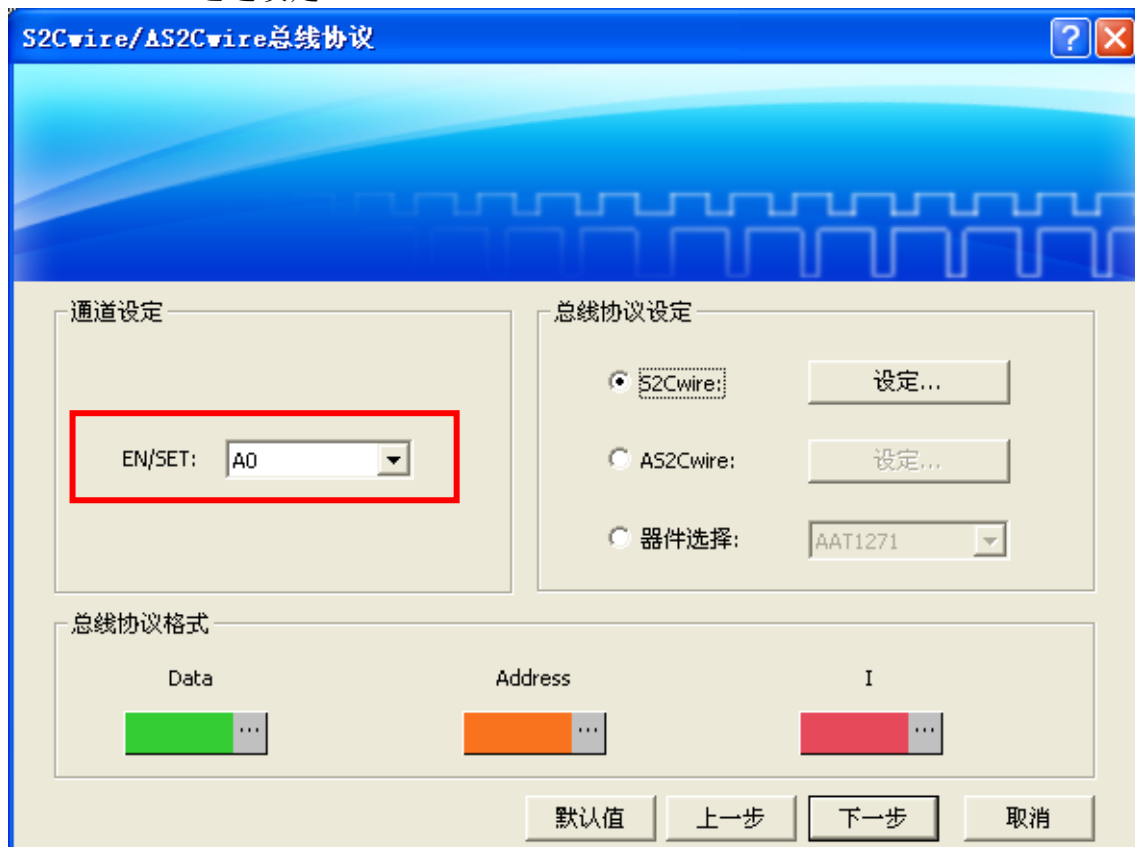 S2Cwire/AS2Cwire总线协议
通道设定
EN/SET: A0
总线协议设定
S2Cwire: 设定...
AS2Cwire: 设定...
器件选择: AAT1271
总线协议格式
Data Address I
... ... ...
默认值 上一步 下一步 取消